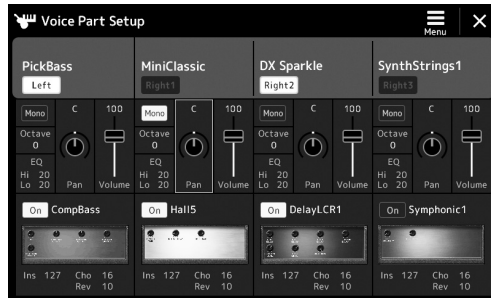 Voice Part Setup
Menu
PickBass MiniClassic DX Sparkle SynthStrings1
Left Right1 Right2 Right3
Mono C 100 Mono C 100 Mono C 100 Mono C 100
Octave Octave Octave Octave
0 0 0 0
EQ EQ EQ EQ
Hi 20 Hi 20 Hi 20 Hi 20
Lo 20 Pan Volume Lo 20 Pan Volume Lo 20 Pan Volume Lo 20 Pan Volume
On CompBass On Hall5 On DelayLCR1 On Symphonic1
Ins 127 Cho 16 Ins 127 Cho 16 Ins 127 Cho 16 Ins 127 Cho 16
Rev 10 Rev 10 Rev 10 Rev 10